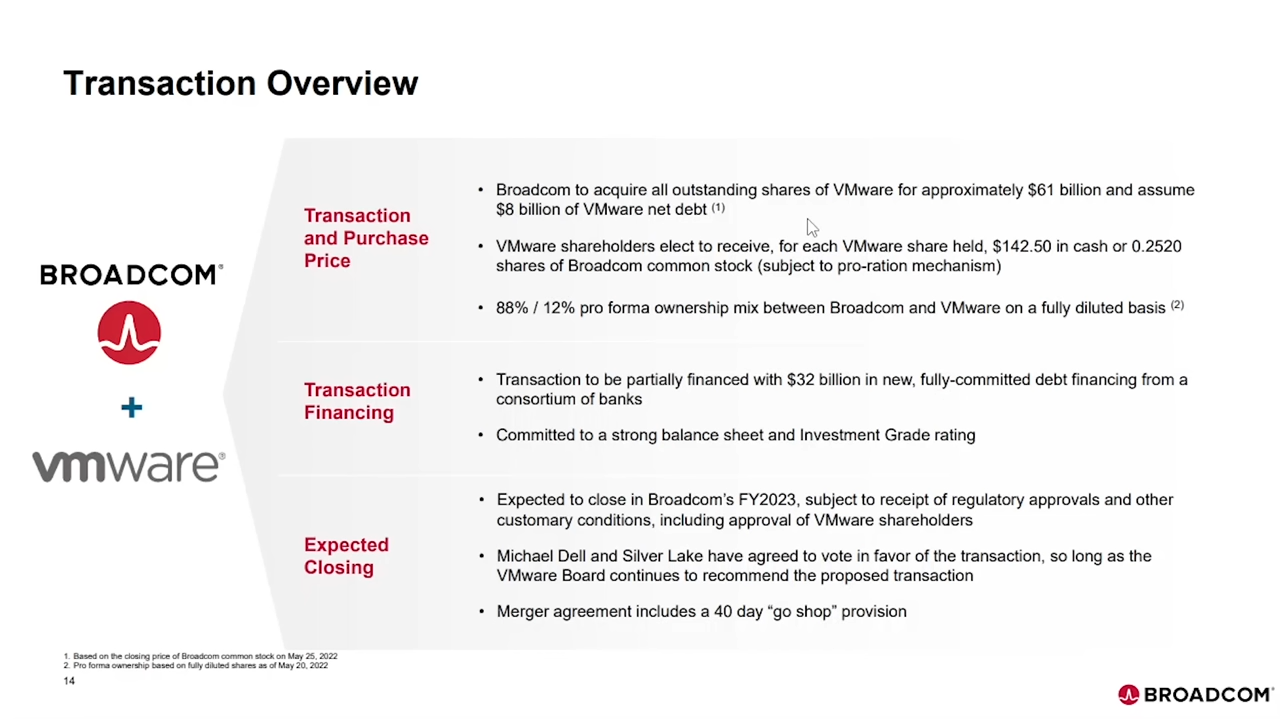 Transaction Overview
BROADCOM®
+
vmware®
Transaction
and Purchase
Price
• Broadcom to acquire all outstanding shares of VMware for approximately $61 billion and assume
$8 billion of VMware net debt (1)
• VMware shareholders elect to receive, for each VMware share held, $142.50 in cash or 0.2520
shares of Broadcom common stock (subject to pro-ration mechanism)
• 88% / 12% pro forma ownership mix between Broadcom and VMware on a fully diluted basis (2)
Transaction
Financing
• Transaction to be partially financed with $32 billion in new, fully-committed debt financing from a
consortium of banks
• Committed to a strong balance sheet and Investment Grade rating
Expected
Closing
• Expected to close in Broadcom’s FY2023, subject to receipt of regulatory approvals and other
customary conditions, including approval of VMware shareholders
• Michael Dell and Silver Lake have agreed to vote in favor of the transaction, so long as the
VMware Board continues to recommend the proposed transaction
• Merger agreement includes a 40 day “go shop” provision
1. Based on the closing price of Broadcom common stock on May 25, 2022
2. Pro forma ownership based on fully diluted shares as of May 20, 2022
14
BROADCOM®